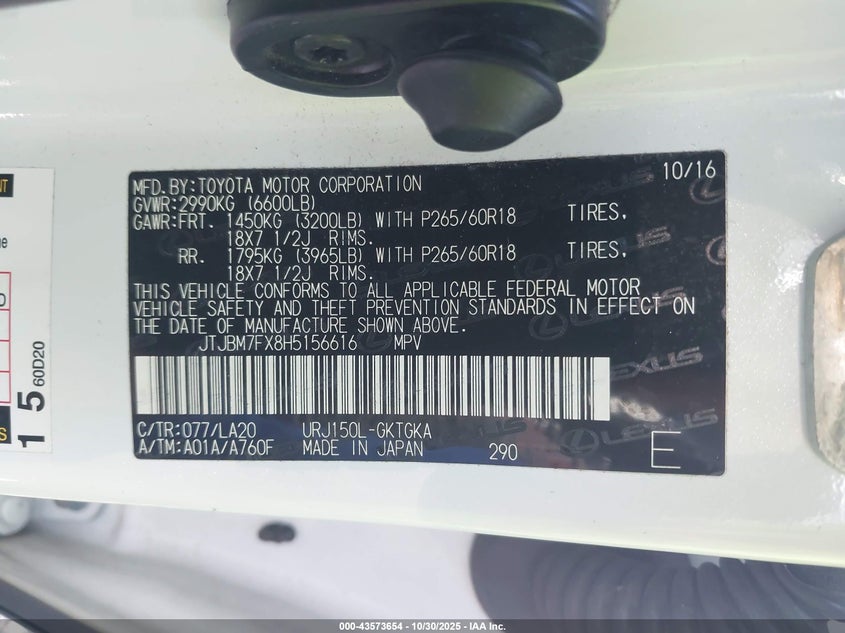 10/16
MFD.BY:TOYOTA MOTOR CORPORATION
GVWR:2990KG (6600LB)
GAWR:FRT. 1450KG (3200LB) WITH P265/60R18 TIRES,
18X7 1/2J RIMS.
RR. 1795KG (3965LB) WITH P265/60R18 TIRES,
18X7 1/2J RIMS.
THIS VEHICLE CONFORMS TO ALL APPLICABLE FEDERAL MOTOR
VEHICLE SAFETY AND THEFT PREVENTION STANDARDS IN EFFECT ON
THE DATE OF MANUFACTURE SHOWN ABOVE.
JTJBM7FX8H5156616 MPV
C/TR:077/LA20 URJ150L-GKTGKA
A/TM:A01A/A760F MADE IN JAPAN 290 E
LEXUS
LEXUS
15 60D20
000-43573654 - 10/30/2025 - IAA Inc.